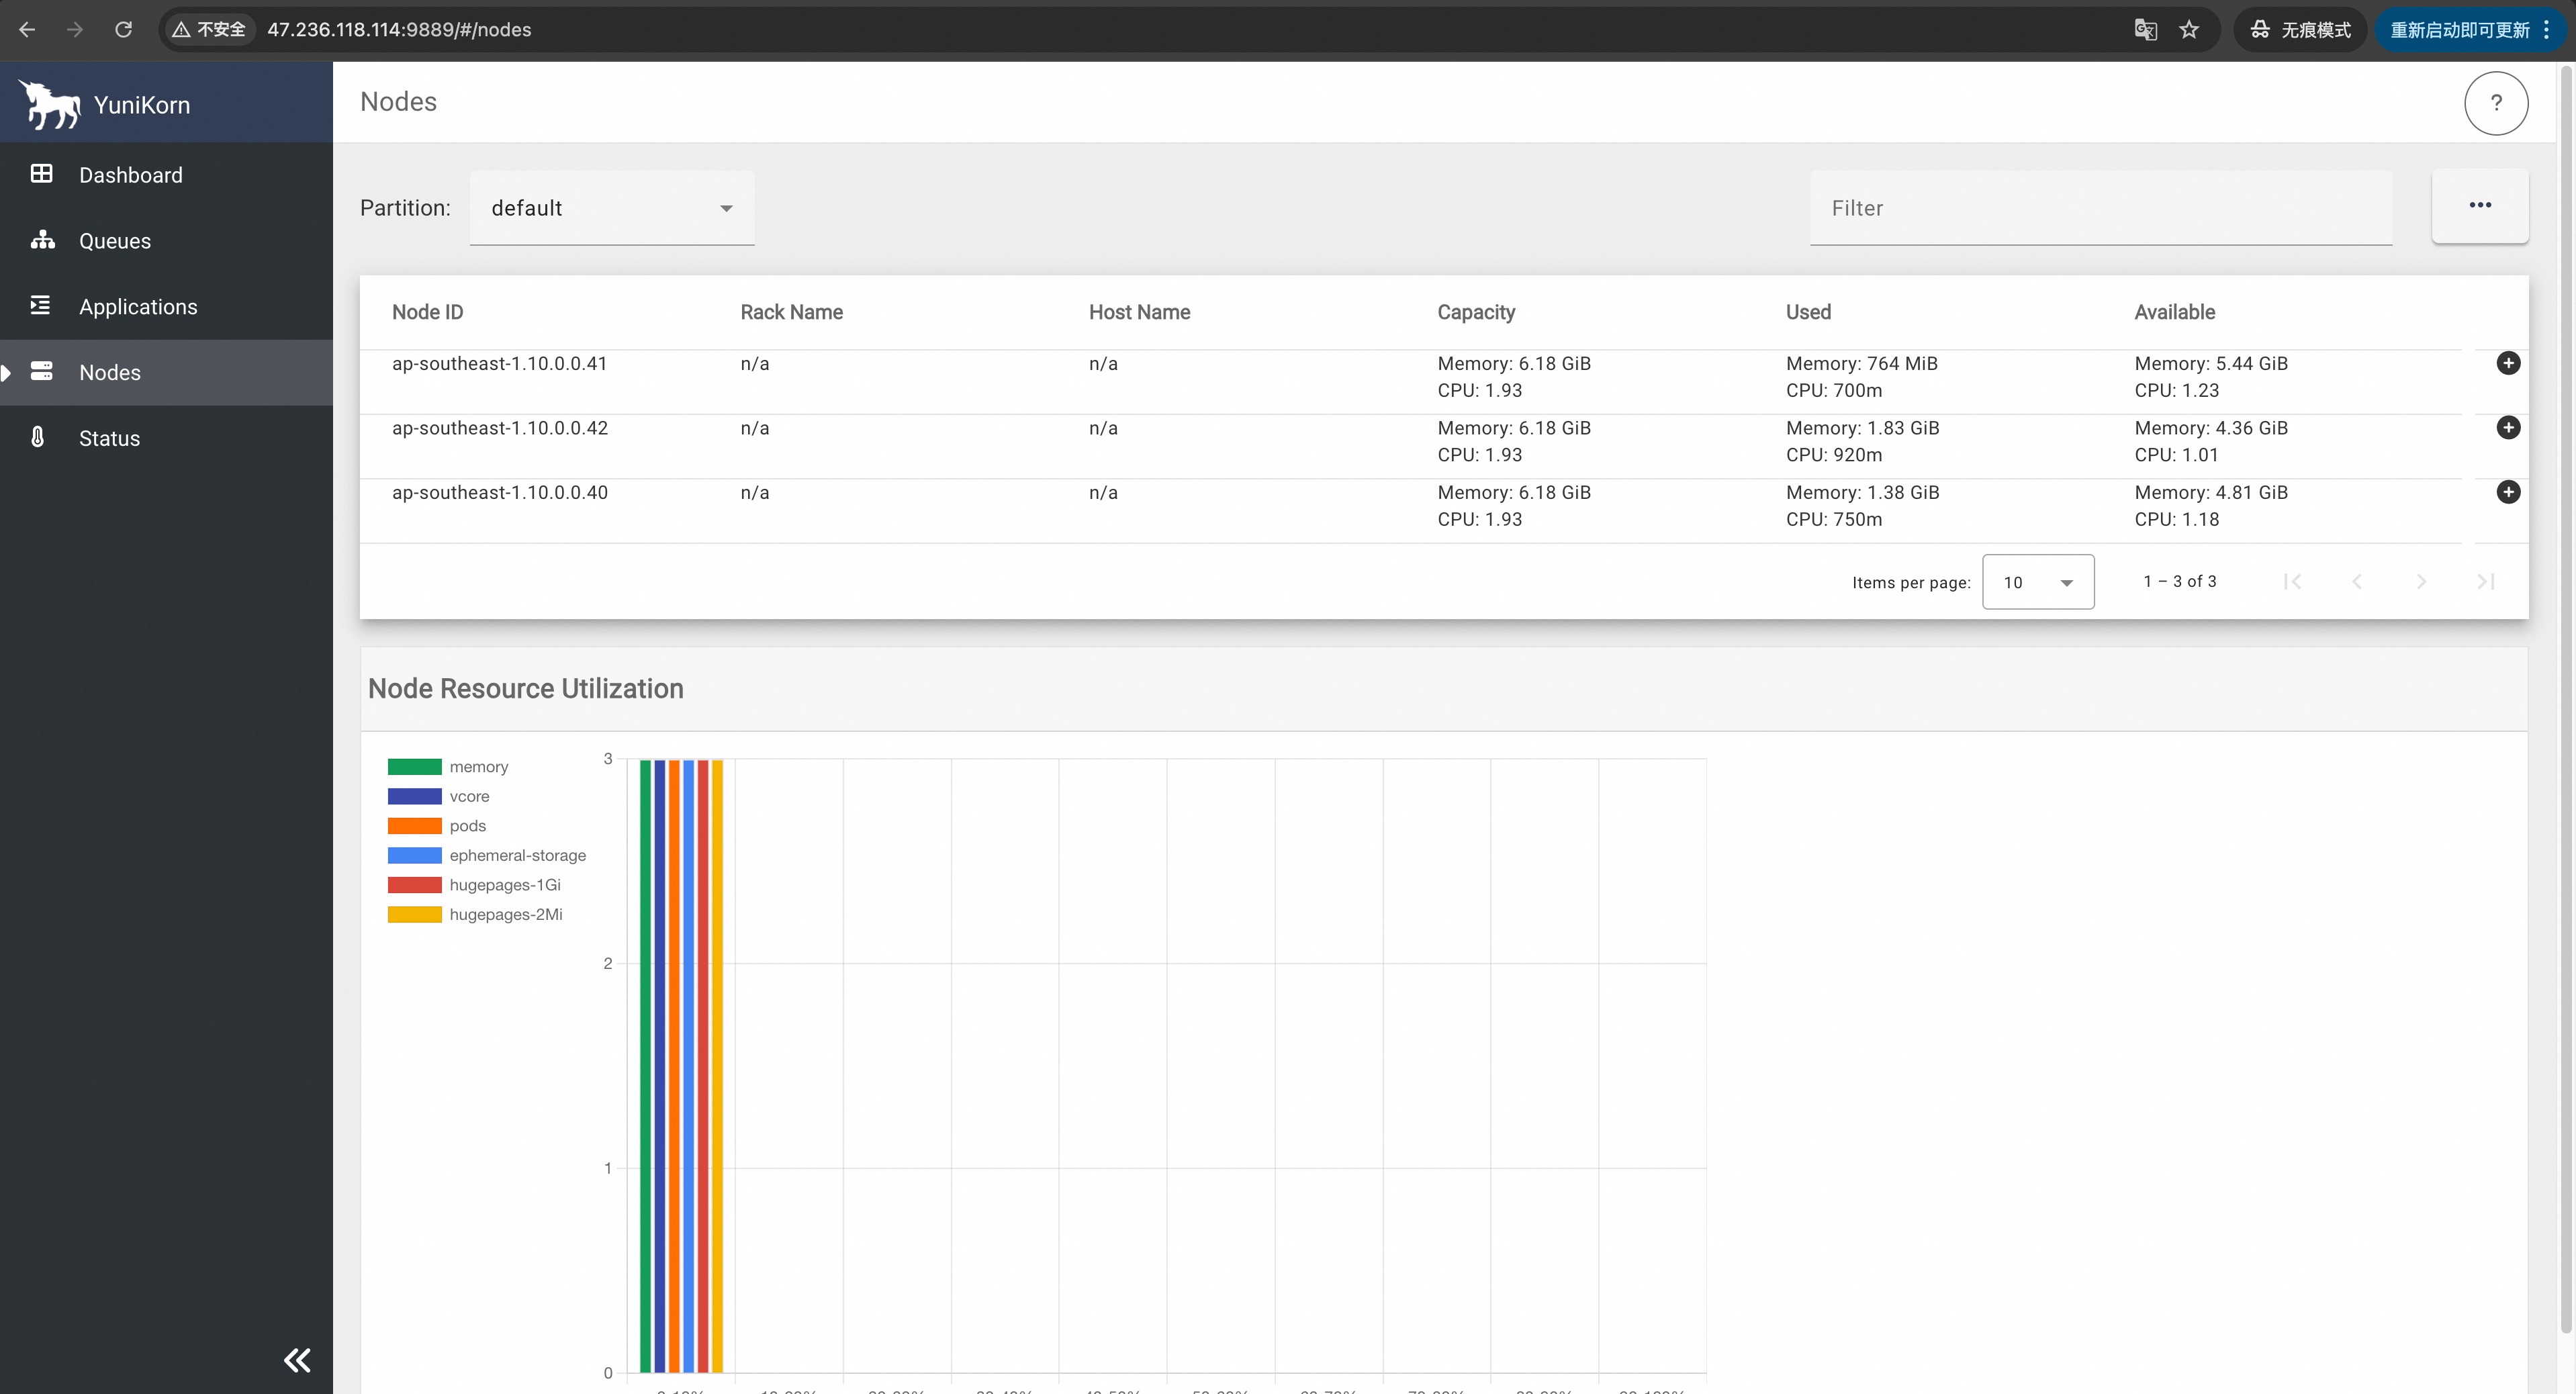 不安全 47.236.118.114:9889/#/nodes 无痕模式 重新启动即可更新
YuniKorn
Nodes
?
Dashboard
Queues
Applications
Nodes
Status
Partition: default Filter
Node ID Rack Name Host Name Capacity Used Available
ap-southeast-1.10.0.0.41 n/a n/a Memory: 6.18 GiB Memory: 764 MiB Memory: 5.44 GiB
CPU: 1.93 CPU: 700m CPU: 1.23
ap-southeast-1.10.0.0.42 n/a n/a Memory: 6.18 GiB Memory: 1.83 GiB Memory: 4.36 GiB
CPU: 1.93 CPU: 920m CPU: 1.01
ap-southeast-1.10.0.0.40 n/a n/a Memory: 6.18 GiB Memory: 1.38 GiB Memory: 4.81 GiB
CPU: 1.93 CPU: 750m CPU: 1.18
Items per page: 10 1 – 3 of 3
Node Resource Utilization
memory
vcore
pods
ephemeral-storage
hugepages-1Gi
hugepages-2Mi
3
2
1
0